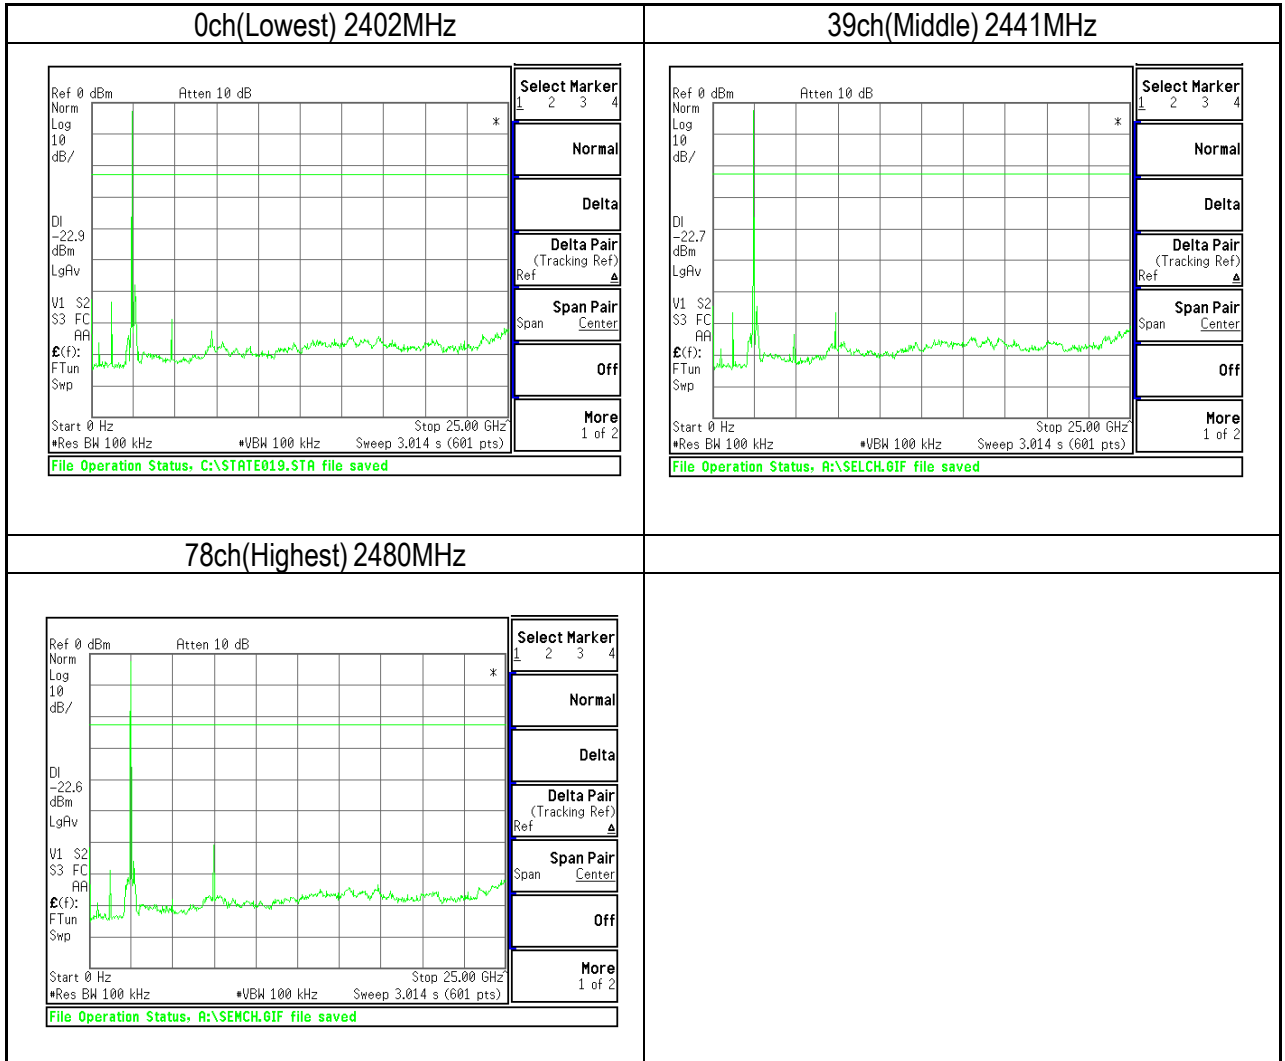 0ch(Lowest) 2402MHz
Ref 0 dBm Atten 10 dB
Norm
Log
10
dB/
*
DI
-22.9
dBm
LgAv
V1 S2
S3 FC
AA
£(f):
FTun
Swp
Start 0 Hz Stop 25.00 GHz^
#Res BW 100 kHz #VBW 100 kHz Sweep 3.014 s (601 pts)
File Operation Status, C:\STATE019.STA file saved
Select Marker
1 2 3 4
Normal
Delta
Delta Pair
(Tracking Ref)
Ref Δ
Span Pair
Span Center
Off
More
1 of 2
39ch(Middle) 2441MHz
Ref 0 dBm Atten 10 dB
Norm
Log
10
dB/
*
DI
-22.7
dBm
LgAv
V1 S2
S3 FC
AA
£(f):
FTun
Swp
Start 0 Hz Stop 25.00 GHz^
#Res BW 100 kHz #VBW 100 kHz Sweep 3.014 s (601 pts)
File Operation Status, A:\SELCH.GIF file saved
Select Marker
1 2 3 4
Normal
Delta
Delta Pair
(Tracking Ref)
Ref Δ
Span Pair
Span Center
Off
More
1 of 2
78ch(Highest) 2480MHz
Ref 0 dBm Atten 10 dB
Norm
Log
10
dB/
*
DI
-22.6
dBm
LgAv
V1 S2
S3 FC
AA
£(f):
FTun
Swp
Start 0 Hz Stop 25.00 GHz^
#Res BW 100 kHz #VBW 100 kHz Sweep 3.014 s (601 pts)
File Operation Status, A:\SEMCH.GIF file saved
Select Marker
1 2 3 4
Normal
Delta
Delta Pair
(Tracking Ref)
Ref Δ
Span Pair
Span Center
Off
More
1 of 2